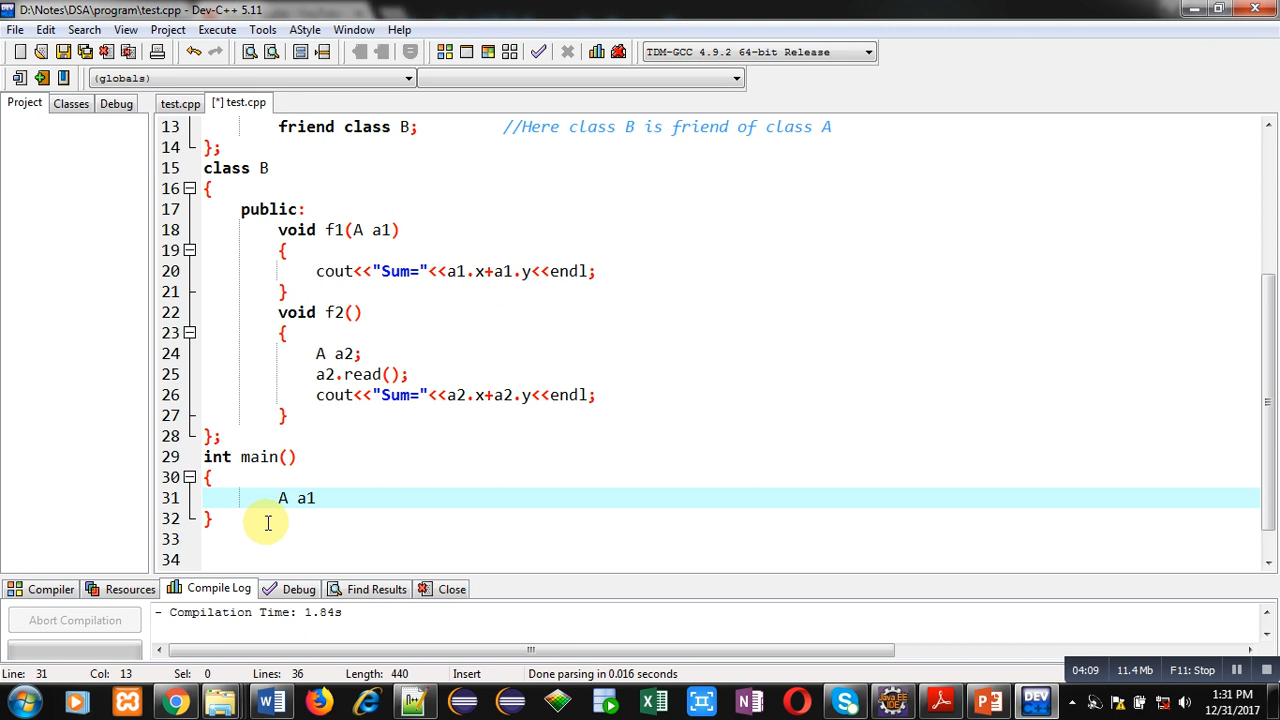 D:\Notes\DSA\program\test.cpp - Dev-C++ 5.11
File Edit Search View Project Execute Tools AStyle Window Help
TDM-GCC 4.9.2 64-bit Release
(globals)
Project Classes Debug test.cpp [*] test.cpp
13 friend class B; //Here class B is friend of class A
14 };
15 class B
16 {
17 public:
18 void f1(A a1)
19 {
20 cout<<"Sum="<<a1.x+a1.y<<endl;
21 }
22 void f2()
23 {
24 A a2;
25 a2.read();
26 cout<<"Sum="<<a2.x+a2.y<<endl;
27 }
28 };
29 int main()
30 {
31 A a1
32 }
33
34
Compiler Resources Compile Log Debug Find Results Close
- Compilation Time: 1.84s
Abort Compilation
Line: 31 Col: 13 Sel: 0 Lines: 36 Length: 440 Insert Done parsing in 0.016 seconds
04:09 11.4 Mb F11: Stop
1:31 PM
12/31/2017